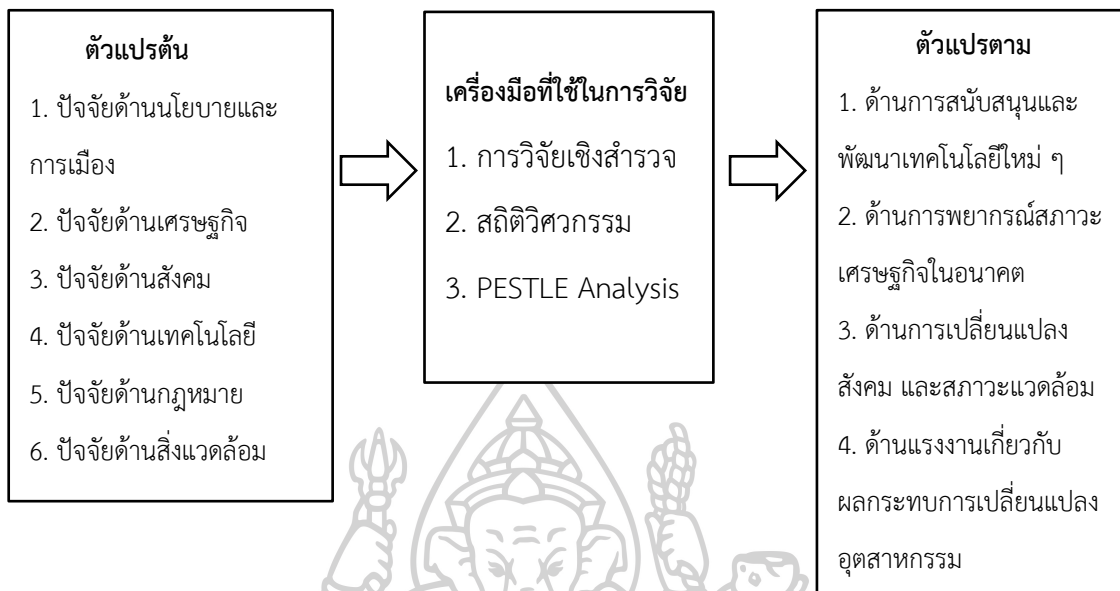 ตัวแปรต้น
1. ปัจจัยด้านนโยบายและ
การเมือง
2. ปัจจัยด้านเศรษฐกิจ
3. ปัจจัยด้านสังคม
4. ปัจจัยด้านเทคโนโลยี
5. ปัจจัยด้านกฎหมาย
6. ปัจจัยด้านสิ่งแวดล้อม
เครื่องมือที่ใช้ในการวิจัย
1. การวิจัยเชิงสำรวจ
2. สถิติวิศวกรรม
3. PESTLE Analysis
ตัวแปรตาม
1. ด้านการสนับสนุนและ
พัฒนาเทคโนโลยีใหม่ ๆ
2. ด้านการพยากรณ์สภาวะ
เศรษฐกิจในอนาคต
3. ด้านการเปลี่ยนแปลง
สังคม และสภาวะแวดล้อม
4. ด้านแรงงานเกี่ยวกับ
ผลกระทบการเปลี่ยนแปลง
อุตสาหกรรม